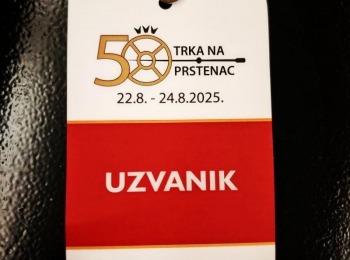 50 TRKA NA
PRSTENAC
22.8. - 24.8.2025.
UZVANIK